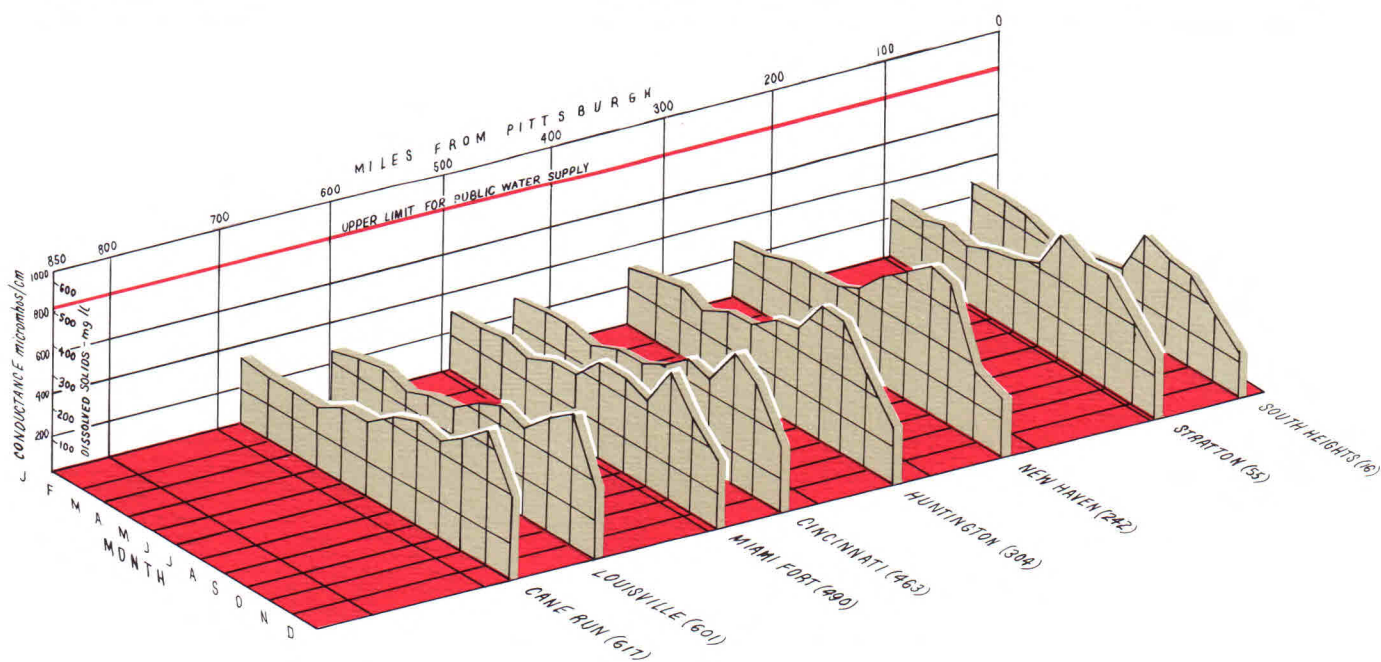 0
100
200
300
MILES FROM PITTSBURGH
400
500
600
UPPER LIMIT FOR PUBLIC WATER SUPPLY
700
800
850
CONDUCTANCE micromhos/cm
1000
800
600
400
200
DISSOLVED SOLIDS - mg/L
600
500
400
300
200
100
J
F
M
A
M
J
J
A
S
O
N
D
MONTH
SOUTH HEIGHTS (16)
STRATTON (55)
NEW HAVEN (242)
HUNTINGTON (304)
CINCINNATI (463)
MIAMI FORT (490)
LOUISVILLE (601)
CANE RUN (617)